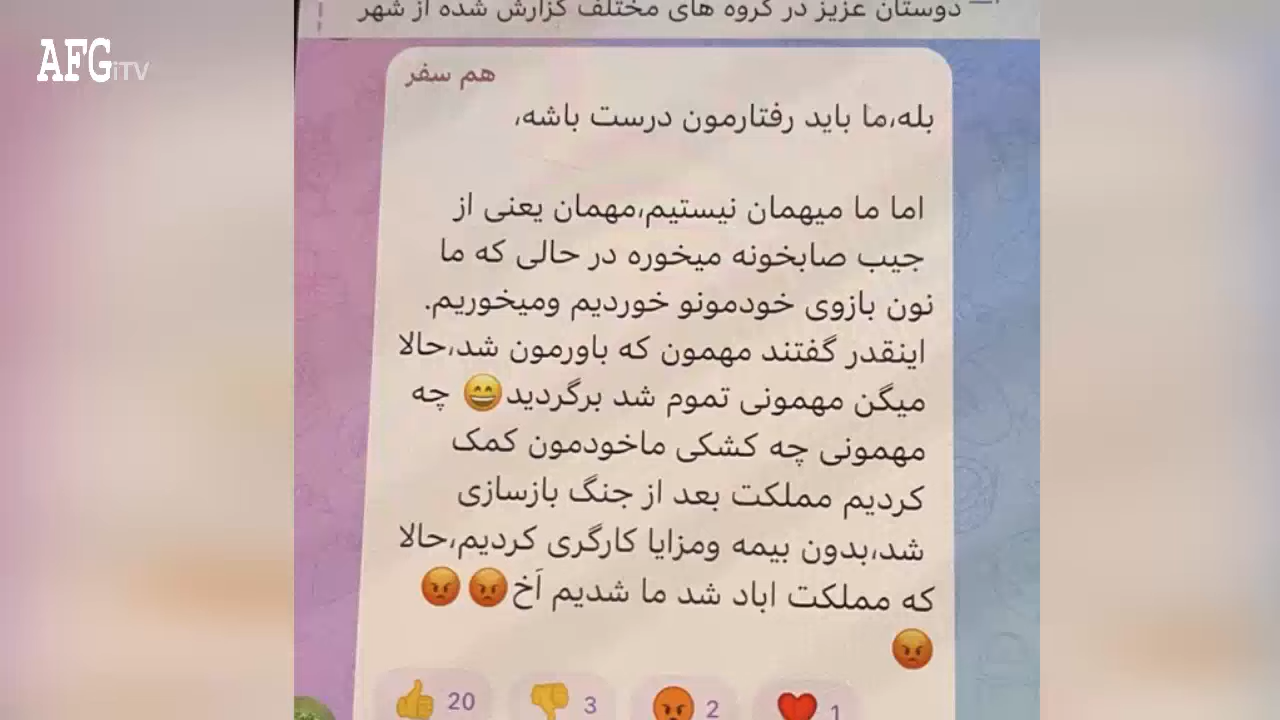 دوستان عزیز در گروه های مختلف گزارش شده از شهر
AFGiTV
هم سفر
بله،ما باید رفتارمون درست باشه،
اما ما میهمان نیستیم،مهمان یعنی از
جیب صابخونه میخوره در حالی که ما
نون بازوی خودمونو خوردیم ومیخوریم.
اینقدر گفتند مهمون که باورمون شد،حالا
میگن مهمونی تموم شد برگردید😄 چه
مهمونی چه کشکی ماخودمون کمک
کردیم مملکت بعد از جنگ بازسازی
شد،بدون بیمه ومزایا کارگری کردیم،حالا
که مملکت اباد شد ما شدیم اَخ😡😡
😡
👍 20 👎 3 😡 2 ❤ 1